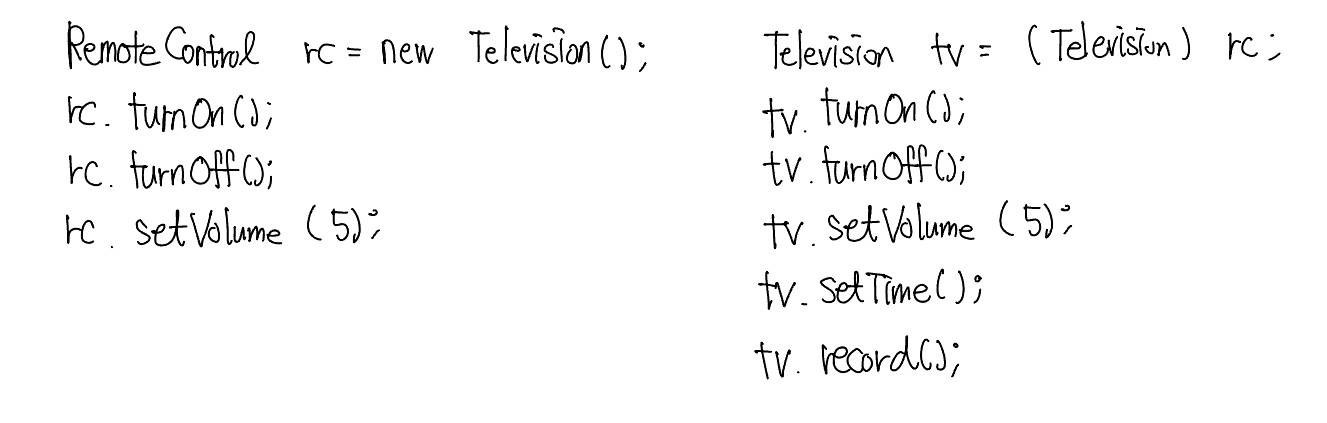 RemoteControl rc = new Television();
rc. turnOn();
rc. turnOff();
rc. setVolume (5);
Television tv = (Television) rc;
tv. turnOn();
tv. turnOff();
tv. setVolume (5);
tv. setTime();
tv. record();